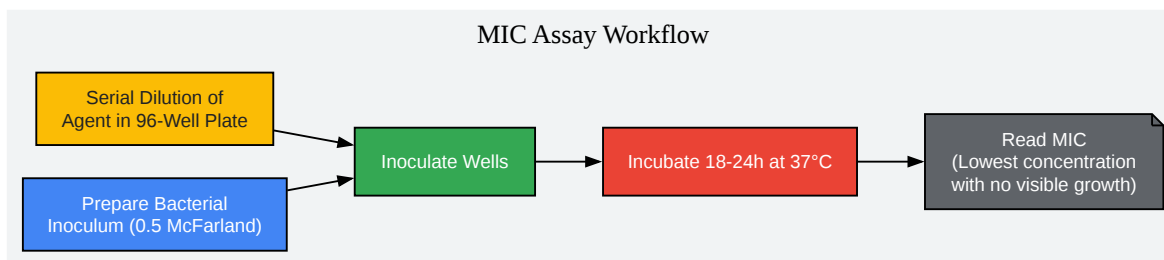 MIC Assay Workflow
Serial Dilution of
Agent in 96-Well Plate
Prepare Bacterial
Inoculum (0.5 McFarland)
Inoculate Wells
Incubate 18-24h at 37°C
Read MIC
(Lowest concentration
with no visible growth)